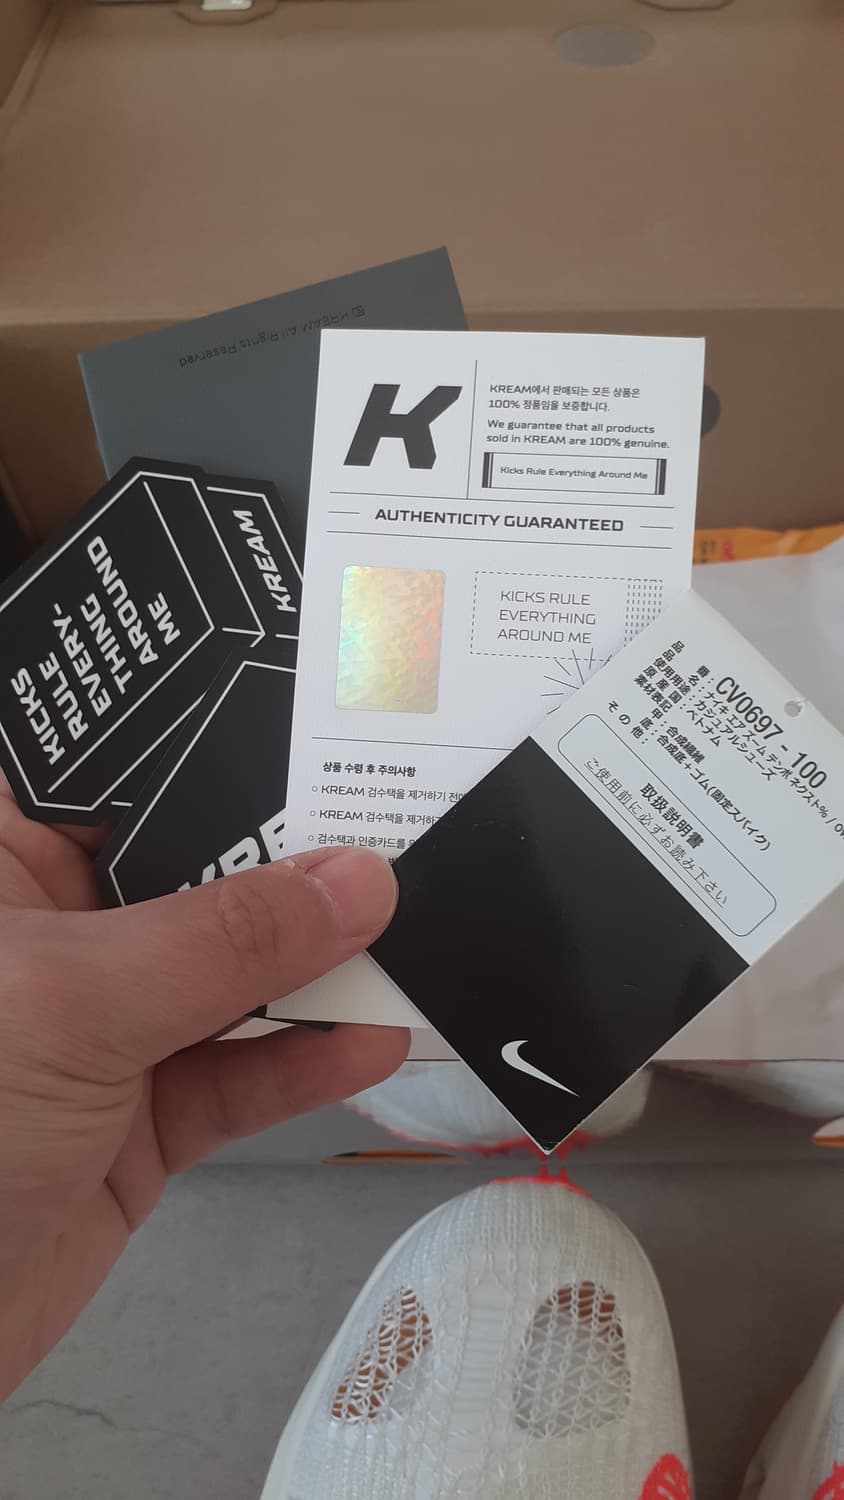 © KREAM All Rights Reserved
KICKS
RULE
EVERY-
THING
AROUND
ME
KREAM
K
KREAM에서 판매되는 모든 상품은
100% 정품임을 보증합니다.
We guarantee that all products
sold in KREAM are 100% genuine.
Kicks Rule Everything Around Me
AUTHENTICITY GUARANTEED
KICKS RULE
EVERYTHING
AROUND ME
상품 수령 후 주의사항
KREAM 검수택을 제거하기 전에
KREAM 검수택을 제거하
검수택과 인증카드를
品 番 : CV0697 - 100
品 名 : ナイキ エア ズーム テンポ ネクスト% /
使用用途 : カジュアルシューズ
原産国 : ベトナム
素材表記 甲 : 合成繊維
底 : 合成底+ゴム(固定スパイク)
その他 :
取扱説明書
ご使用前に必ずお読み下さい